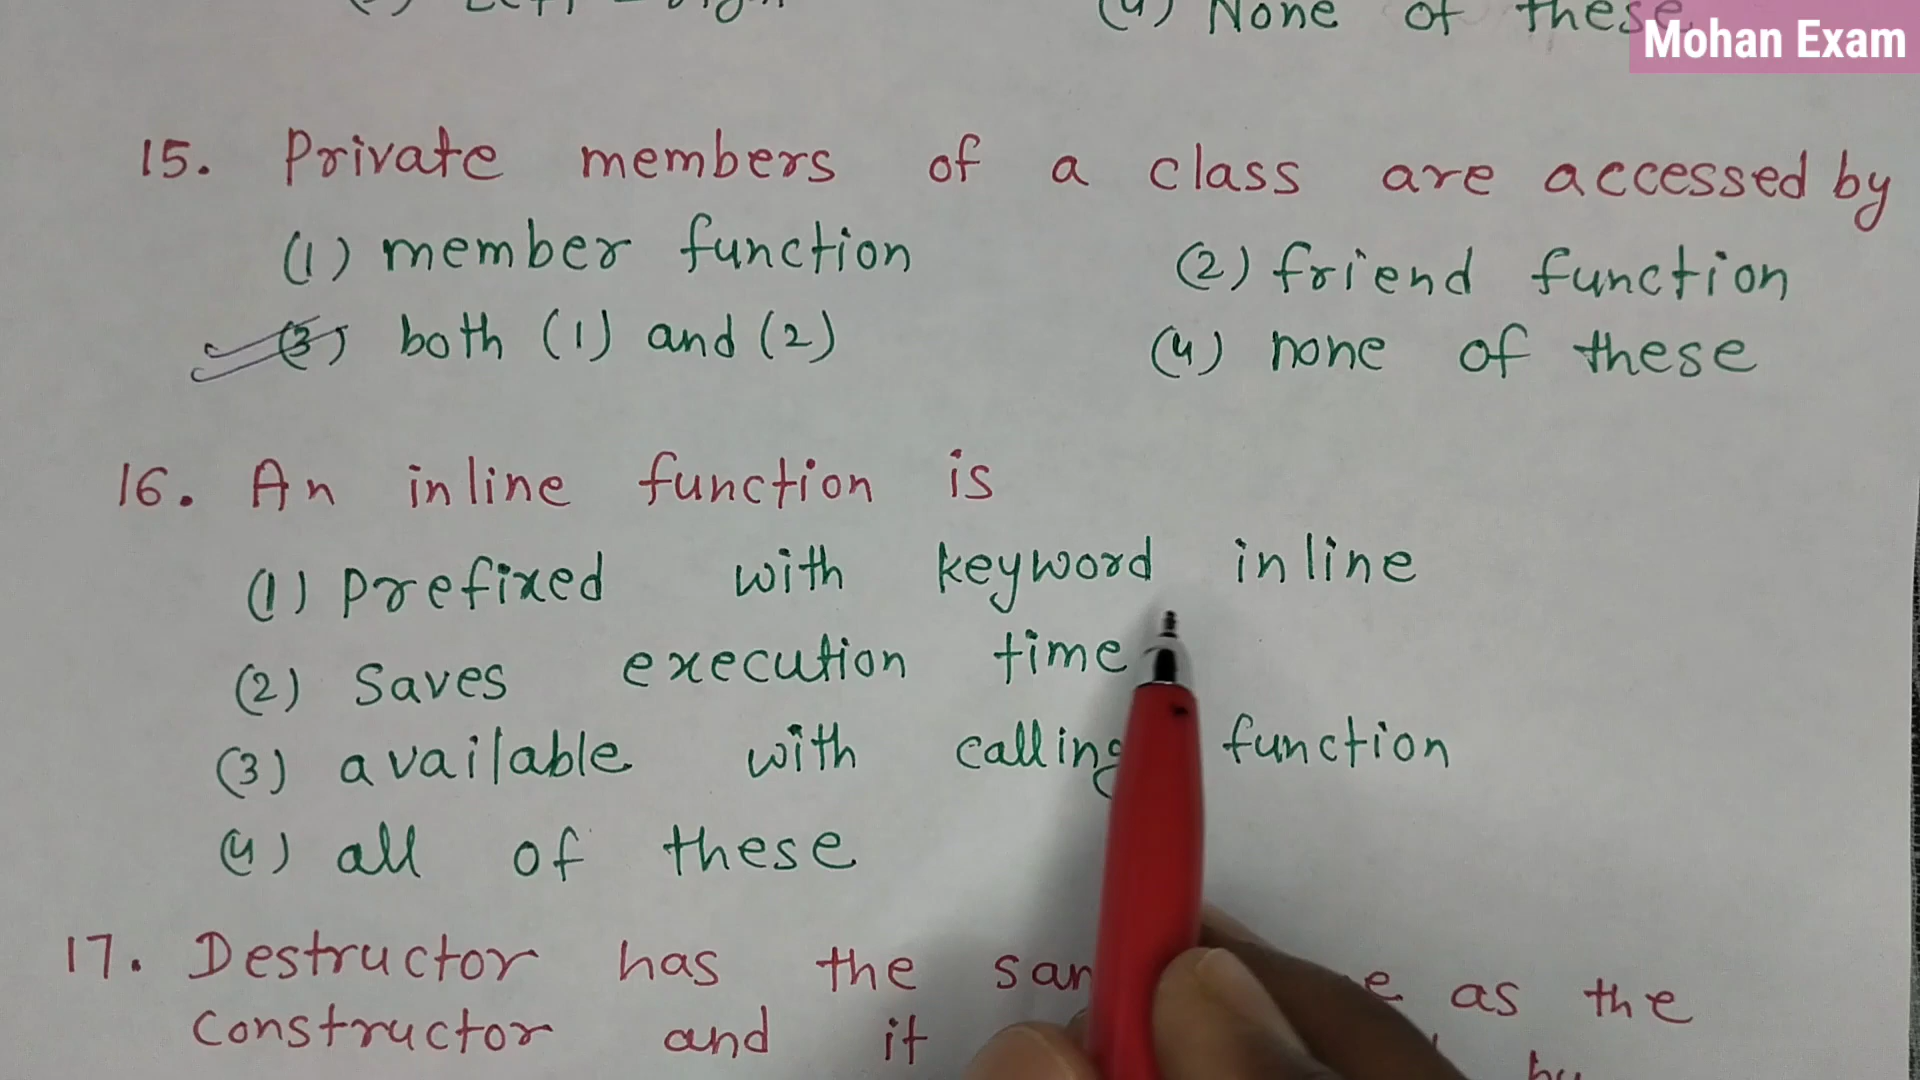 (4) None of these
Mohan Exam
15. Private members of a class are accessed by
(1) member function (2) friend function
(3) both (1) and (2) (4) none of these
16. An inline function is
(1) prefixed with keyword inline
(2) saves execution time
(3) available with calling function
(4) all of these
17. Destructor has the as the
constructor and it by